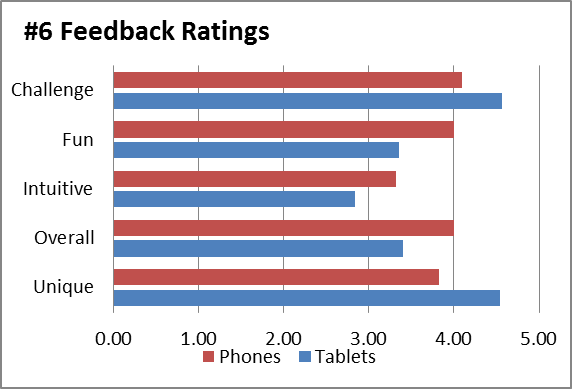 #6 Feedback Ratings
Challenge
Fun
Intuitive
Overall
Unique
0.00 1.00 2.00 3.00 4.00 5.00
Phones Tablets